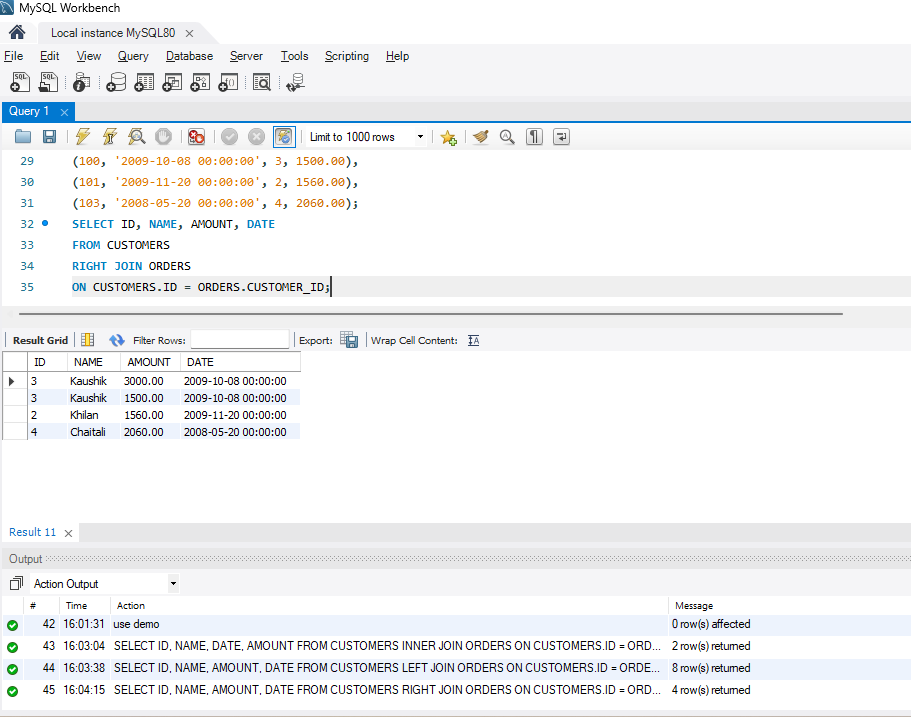 MySQL Workbench
Local instance MySQL80
File Edit View Query Database Server Tools Scripting Help
Query 1
Limit to 1000 rows
29 (100, '2009-10-08 00:00:00', 3, 1500.00),
30 (101, '2009-11-20 00:00:00', 2, 1560.00),
31 (103, '2008-05-20 00:00:00', 4, 2060.00);
32 SELECT ID, NAME, AMOUNT, DATE
33 FROM CUSTOMERS
34 RIGHT JOIN ORDERS
35 ON CUSTOMERS.ID = ORDERS.CUSTOMER_ID;
Result Grid Filter Rows: Export: Wrap Cell Content:
ID NAME AMOUNT DATE
3 Kaushik 3000.00 2009-10-08 00:00:00
3 Kaushik 1500.00 2009-10-08 00:00:00
2 Khilan 1560.00 2009-11-20 00:00:00
4 Chaitali 2060.00 2008-05-20 00:00:00
Result 11
Output
Action Output
# Time Action Message
42 16:01:31 use demo 0 row(s) affected
43 16:03:04 SELECT ID, NAME, DATE, AMOUNT FROM CUSTOMERS INNER JOIN ORDERS ON CUSTOMERS.ID = ORD... 2 row(s) returned
44 16:03:38 SELECT ID, NAME, AMOUNT, DATE FROM CUSTOMERS LEFT JOIN ORDERS ON CUSTOMERS.ID = ORDE... 8 row(s) returned
45 16:04:15 SELECT ID, NAME, AMOUNT, DATE FROM CUSTOMERS RIGHT JOIN ORDERS ON CUSTOMERS.ID = ORD... 4 row(s) returned